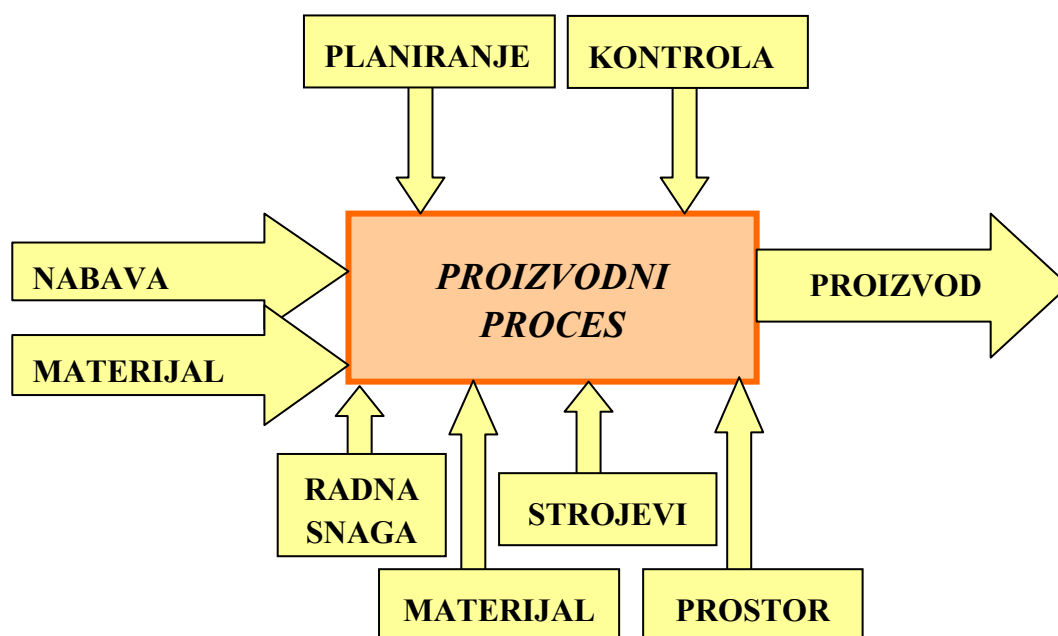 PLANIRANJE
KONTROLA
NABAVA
PROIZVODNI
PROCES
PROIZVOD
MATERIJAL
RADNA
SNAGA
STROJEVI
MATERIJAL
PROSTOR